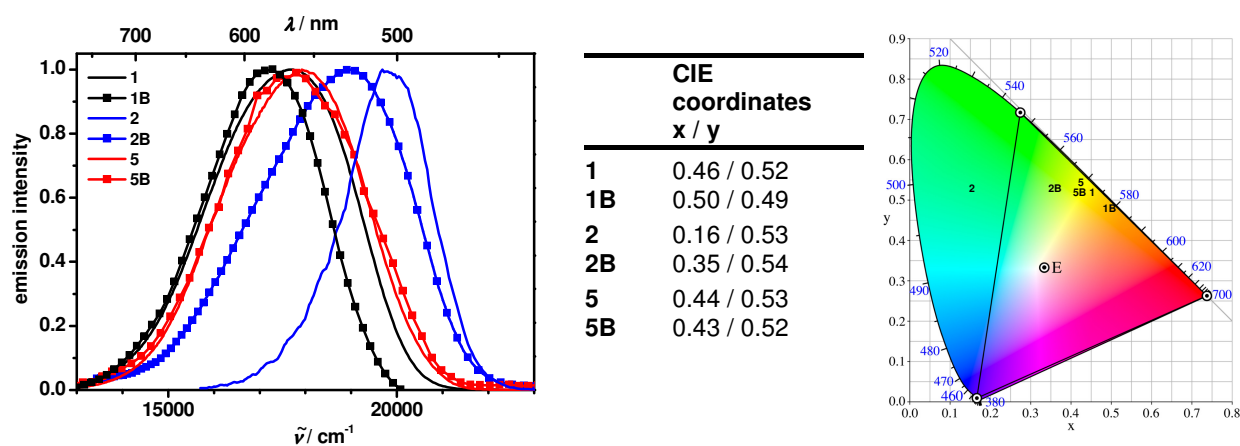 λ / nm
700 600 500
1.0
0.8
0.6
0.4
0.2
0.0
emission intensity
1
1B
2
2B
5
5B
15000 20000
ṽ / cm⁻¹
CIE
coordinates
x / y
1 0.46 / 0.52
1B 0.50 / 0.49
2 0.16 / 0.53
2B 0.35 / 0.54
5 0.44 / 0.53
5B 0.43 / 0.52
0.9
0.8
0.7
0.6
0.5
y
0.4
0.3
0.2
0.1
0.0
0.0 0.1 0.2 0.3 0.4 0.5 0.6 0.7 0.8
x
520
540
560
580
600
620
700
500
490
480
470
460
380
2
2B
5
5B 1
1B
E